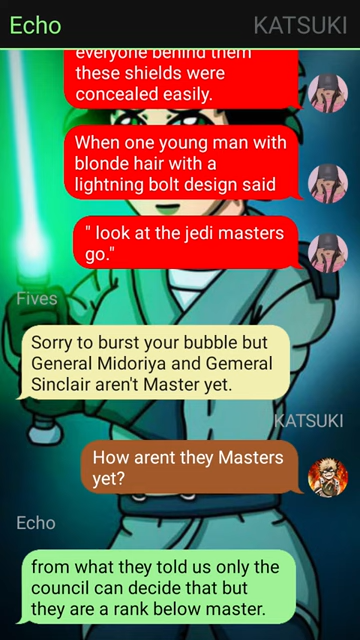 Echo KATSUKI
everyone behind them
these shields were
concealed easily.
When one young man with
blonde hair with a
lightning bolt design said
" look at the jedi masters
go."
Fives
Sorry to burst your bubble but
General Midoriya and Gemeral
Sinclair aren't Master yet.
KATSUKI
How arent they Masters
yet?
Echo
from what they told us only the
council can decide that but
they are a rank below master.